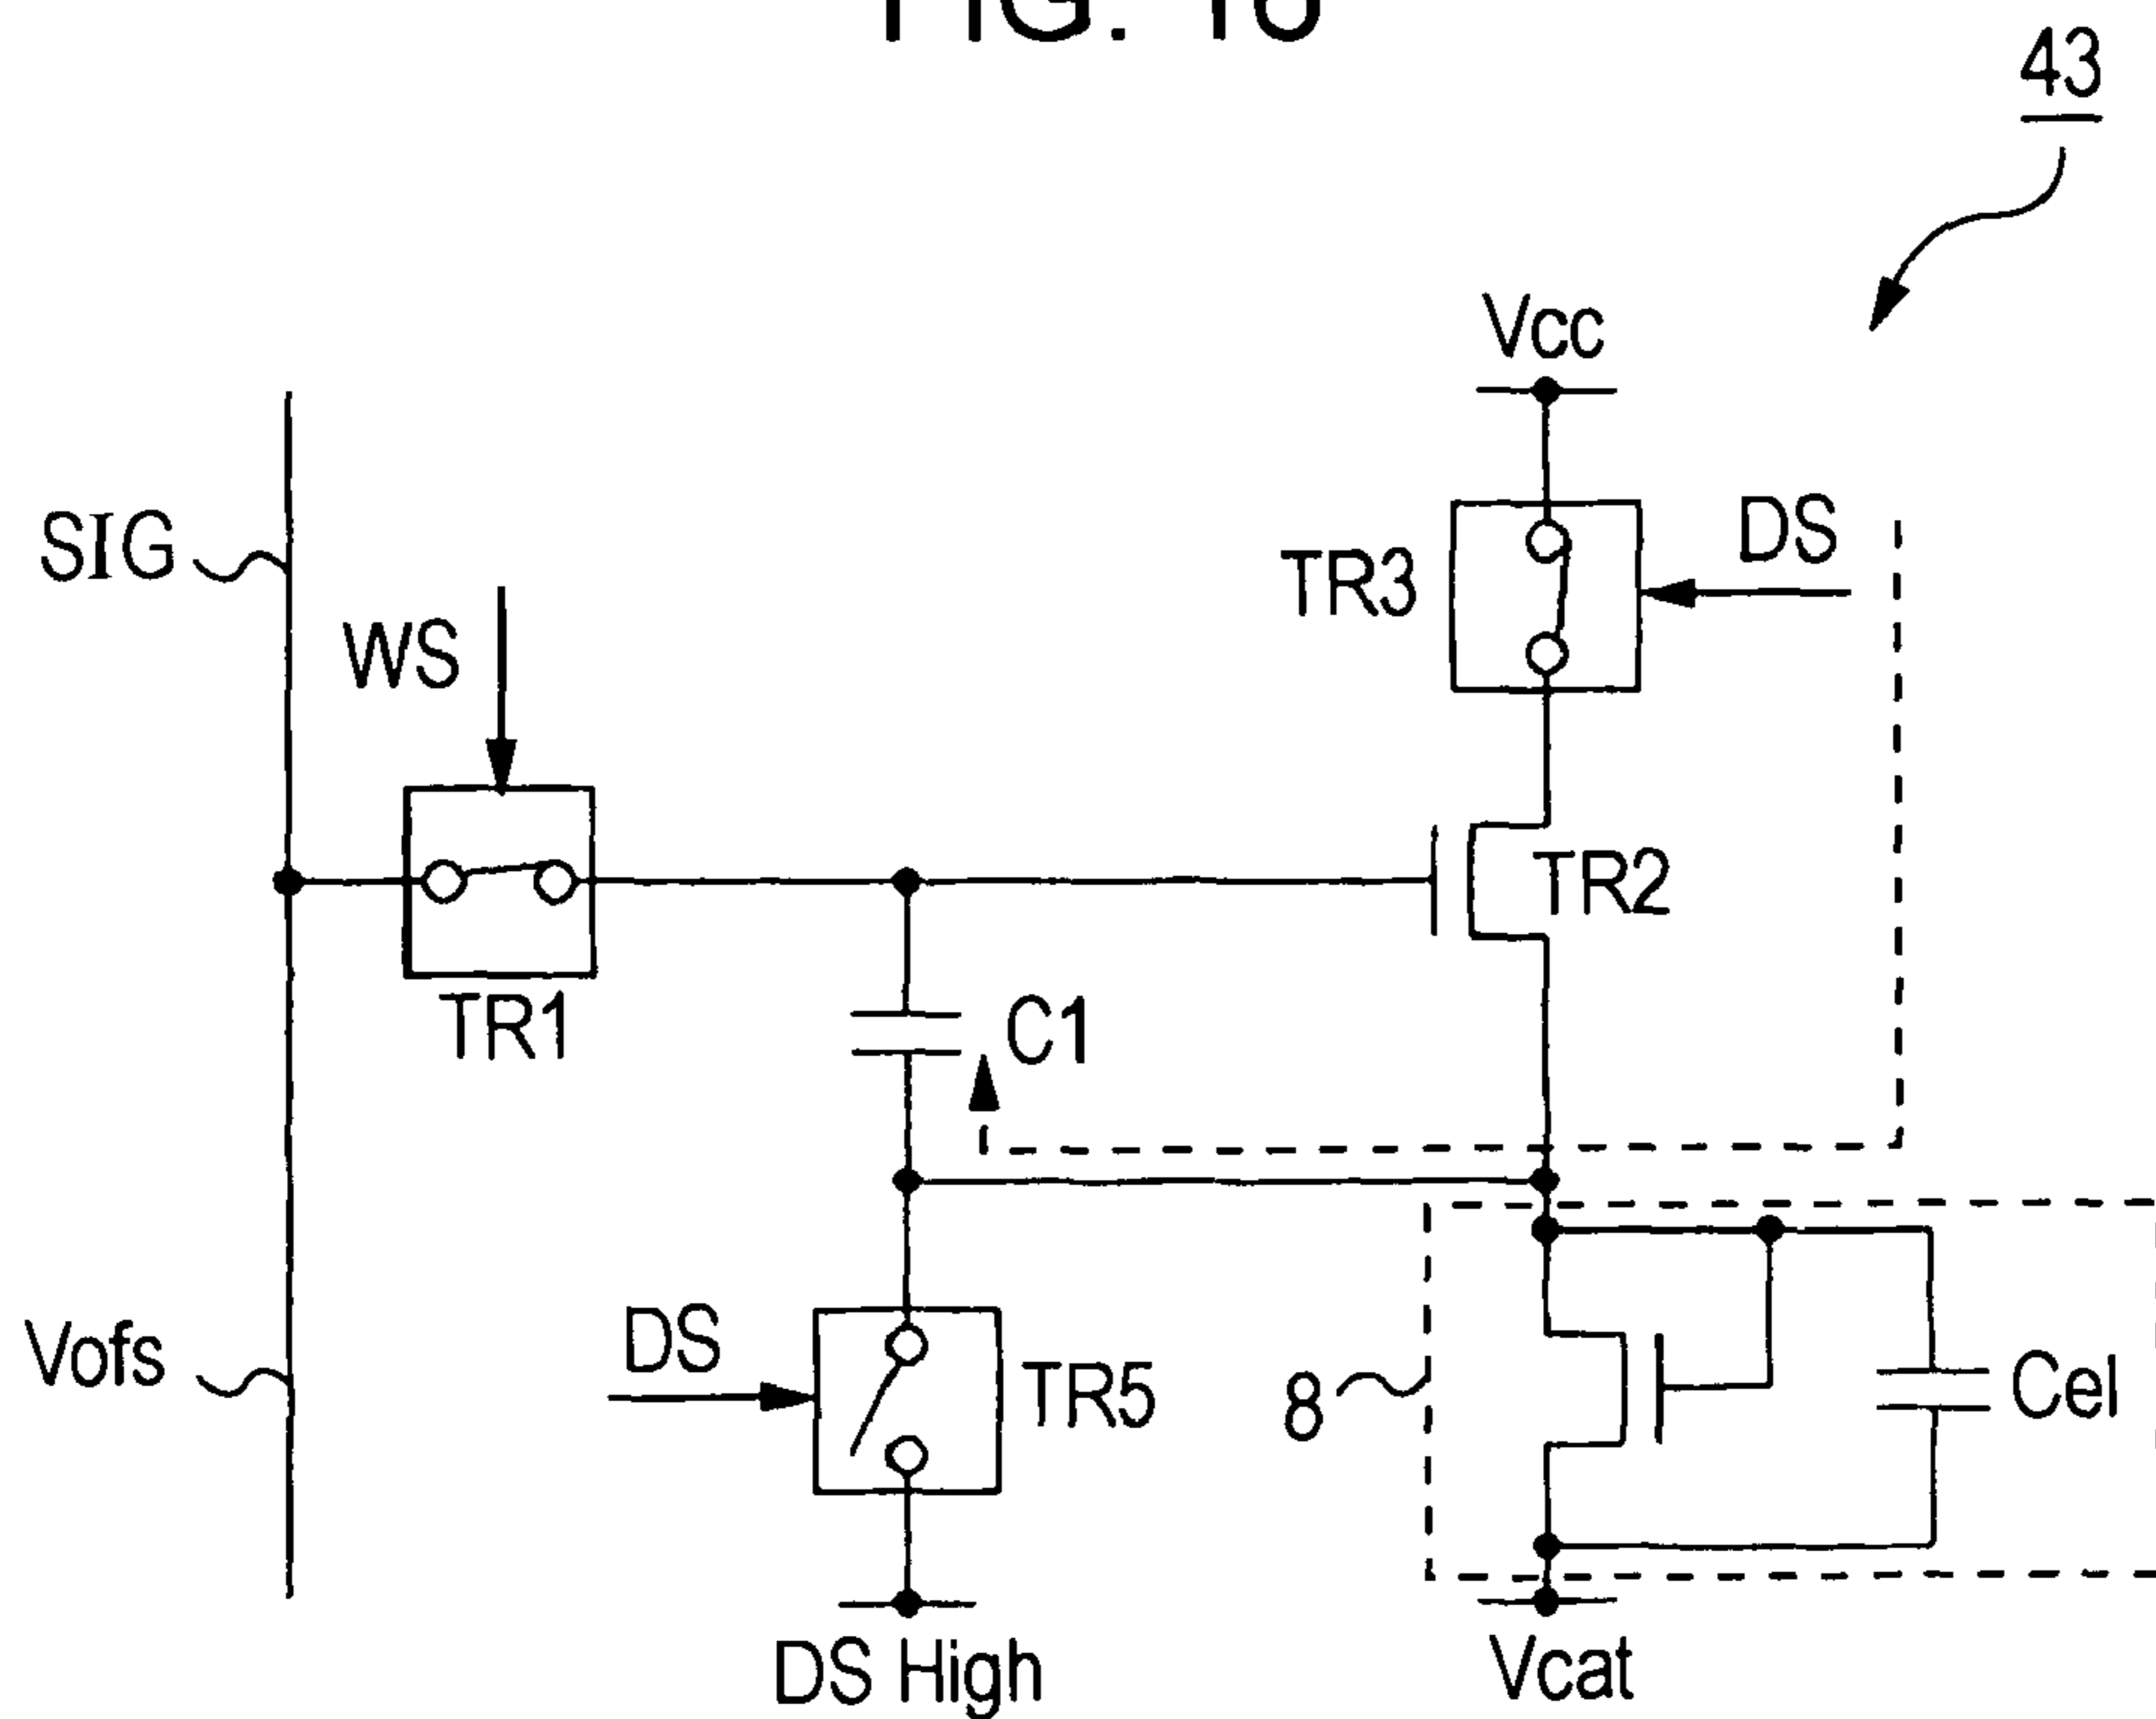 43
Vcc
SIG
DS
TR3
WS
TR2
TR1
C1
DS
Vofs
TR5
8
Cel
DS High
Vcat